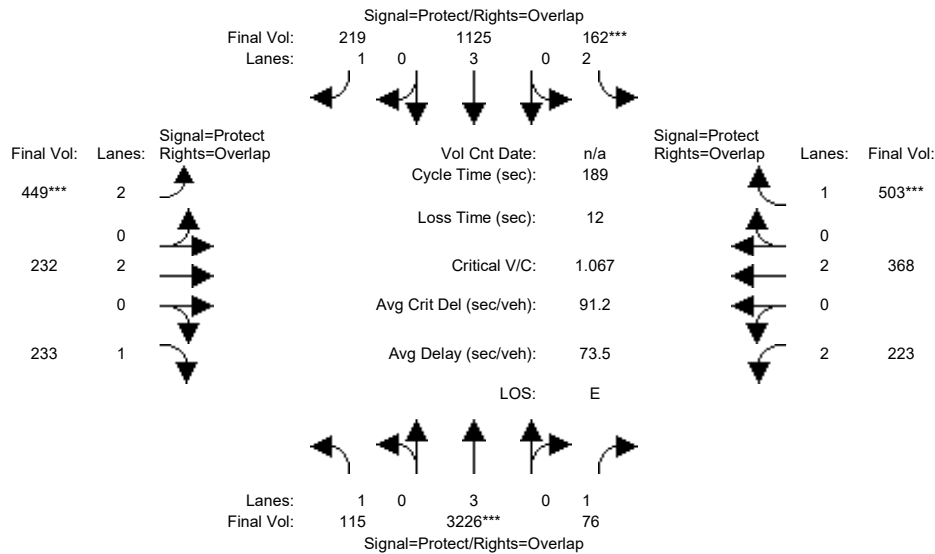 Signal=Protect/Rights=Overlap
Final Vol: 219 1125 162***
Lanes: 1 0 3 0 2
Signal=Protect Signal=Protect
Final Vol: Lanes: Rights=Overlap Vol Cnt Date: n/a Rights=Overlap Lanes: Final Vol:
Cycle Time (sec): 189
449*** 2 1 503***
Loss Time (sec): 12
0 0
232 2 Critical V/C: 1.067 2 368
0 Avg Crit Del (sec/veh): 91.2 0
233 1 Avg Delay (sec/veh): 73.5 2 223
LOS: E
Lanes: 1 0 3 0 1
Final Vol: 115 3226*** 76
Signal=Protect/Rights=Overlap